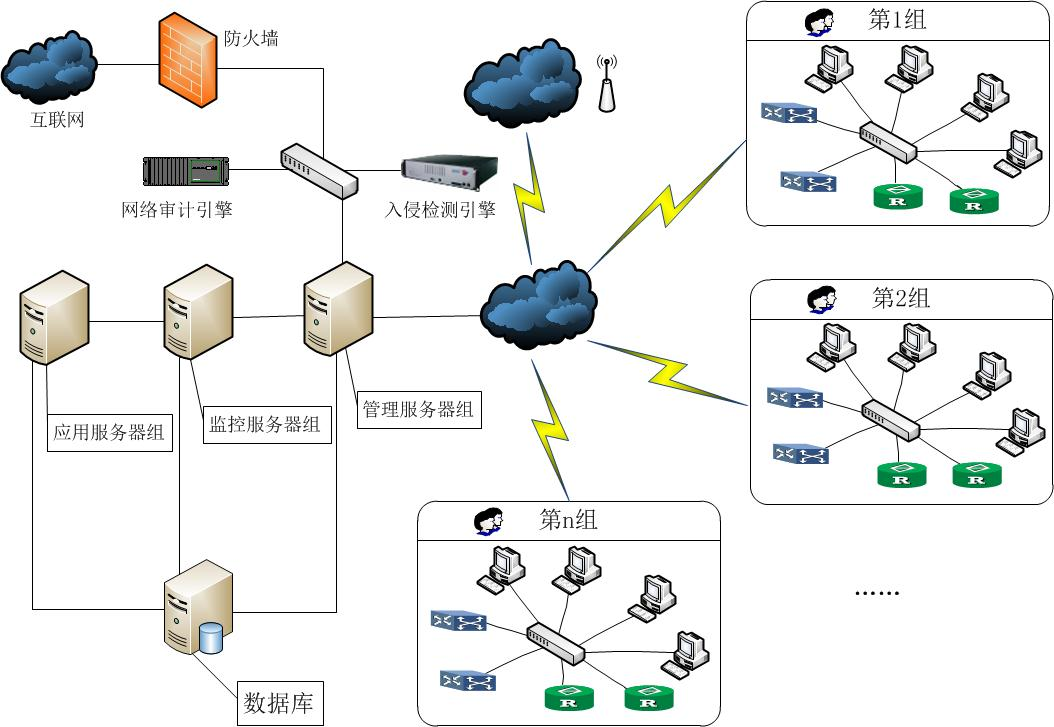 防火墙
互联网
网络审计引擎
入侵检测引擎
第1组
R
R
第2组
R
R
应用服务器组
监控服务器组
管理服务器组
第n组
R
R
……
数据库